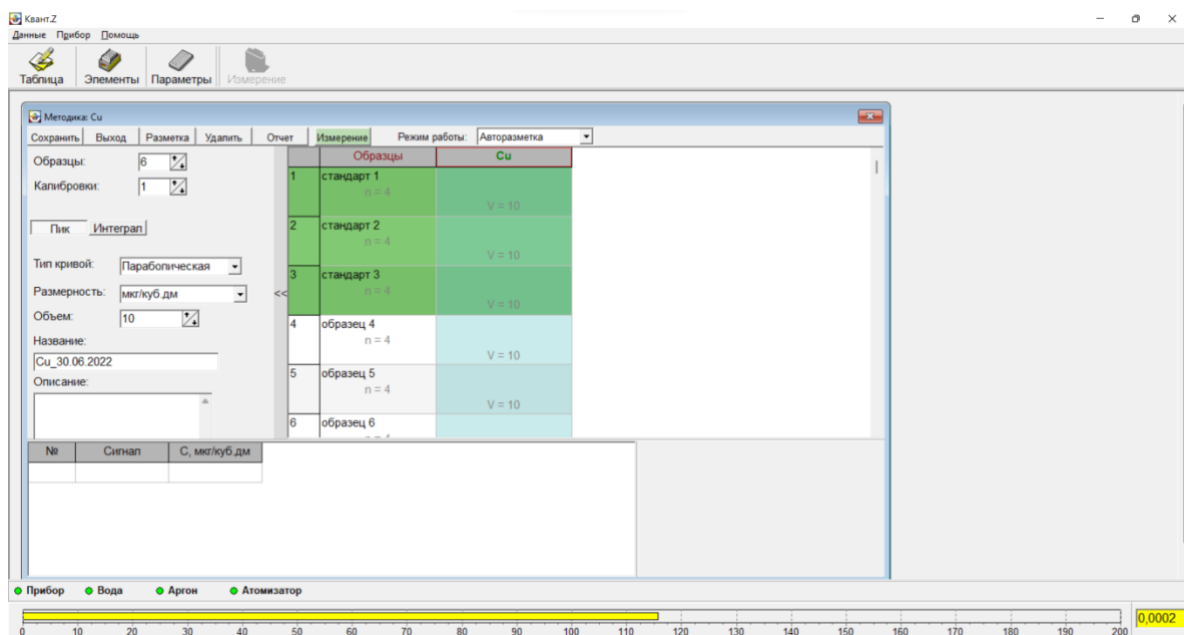 Квант.Z
Данные Прибор Помощь
Таблица Элементы Параметры Измерение
Методика: Cu
Сохранить Выход Разметка Удалить Отчет Измерение Режим работы: Авторазметка
Образцы: 6
Калибровки: 1
Пик Интеграл
Тип кривой: Параболическая
Размерность: мкг/куб.дм
Объем: 10
Название:
Cu_30.06.2022
Описание:
<<
Образцы Cu
1 стандарт 1
n = 4
V = 10
2 стандарт 2
n = 4
V = 10
3 стандарт 3
n = 4
V = 10
4 образец 4
n = 4
V = 10
5 образец 5
n = 4
V = 10
6 образец 6
№ Сигнал С, мкг/куб.дм
Прибор Вода Аргон Атомизатор
0 10 20 30 40 50 60 70 80 90 100 110 120 130 140 150 160 170 180 190 200
0,0002